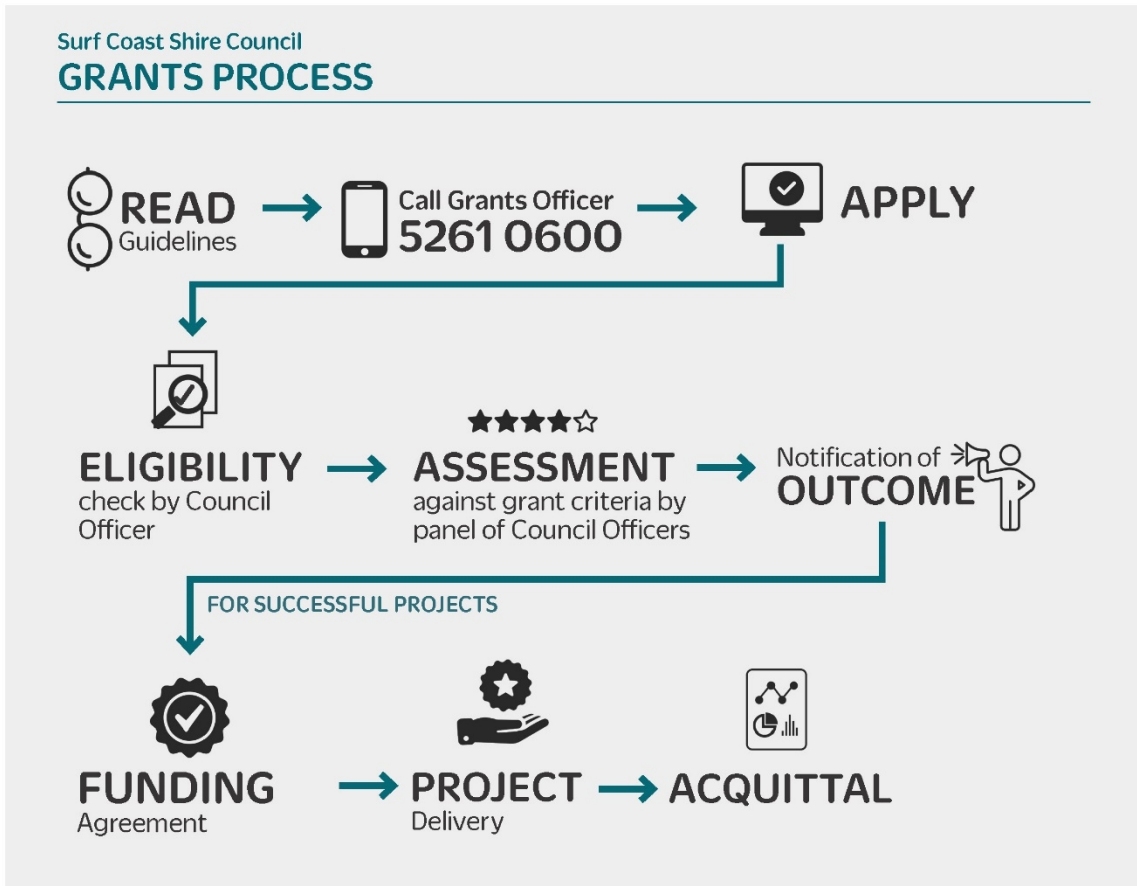 Surf Coast Shire Council
GRANTS PROCESS
READ
Guidelines
Call Grants Officer
5261 0600
APPLY
ELIGIBILITY
check by Council
Officer
ASSESSMENT
against grant criteria by
panel of Council Officers
Notification of
OUTCOME
FOR SUCCESSFUL PROJECTS
FUNDING
Agreement
PROJECT
Delivery
ACQUITTAL